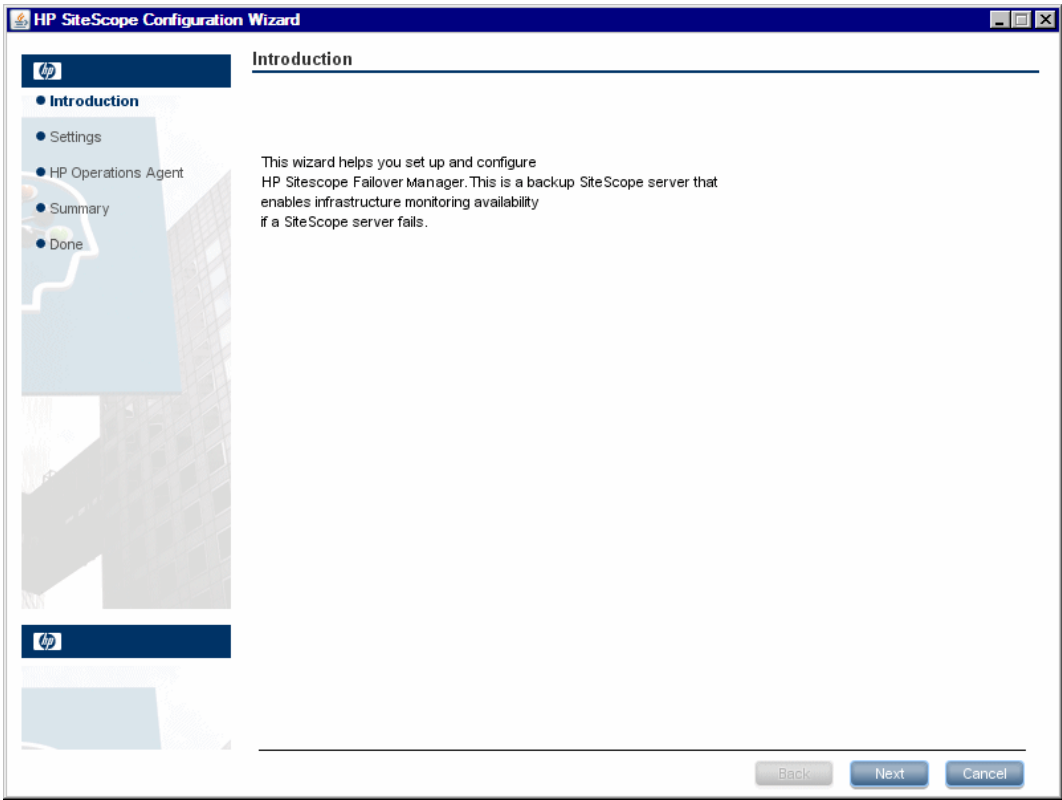 HP SiteScope Configuration Wizard
hp
Introduction
Settings
HP Operations Agent
Summary
Done
hp
Introduction
This wizard helps you set up and configure
HP Sitescope Failover Manager.This is a backup SiteScope server that
enables infrastructure monitoring availability
if a SiteScope server fails.
Back Next Cancel